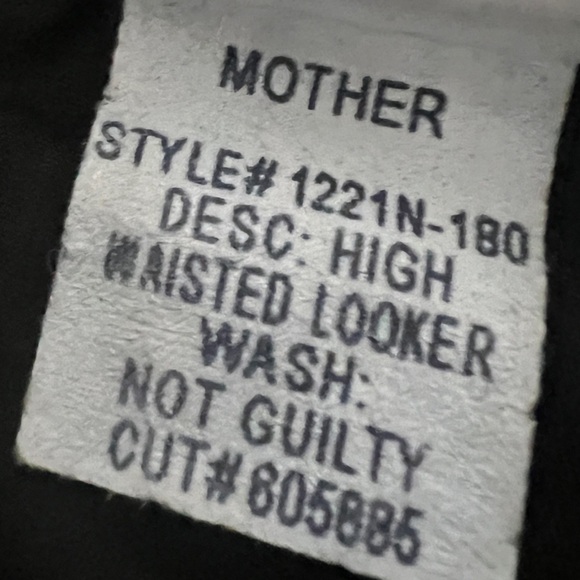 MOTHER
STYLE# 1221N-180
DESC: HIGH
WAISTED LOOKER
WASH:
NOT GUILTY
CUT# 605885